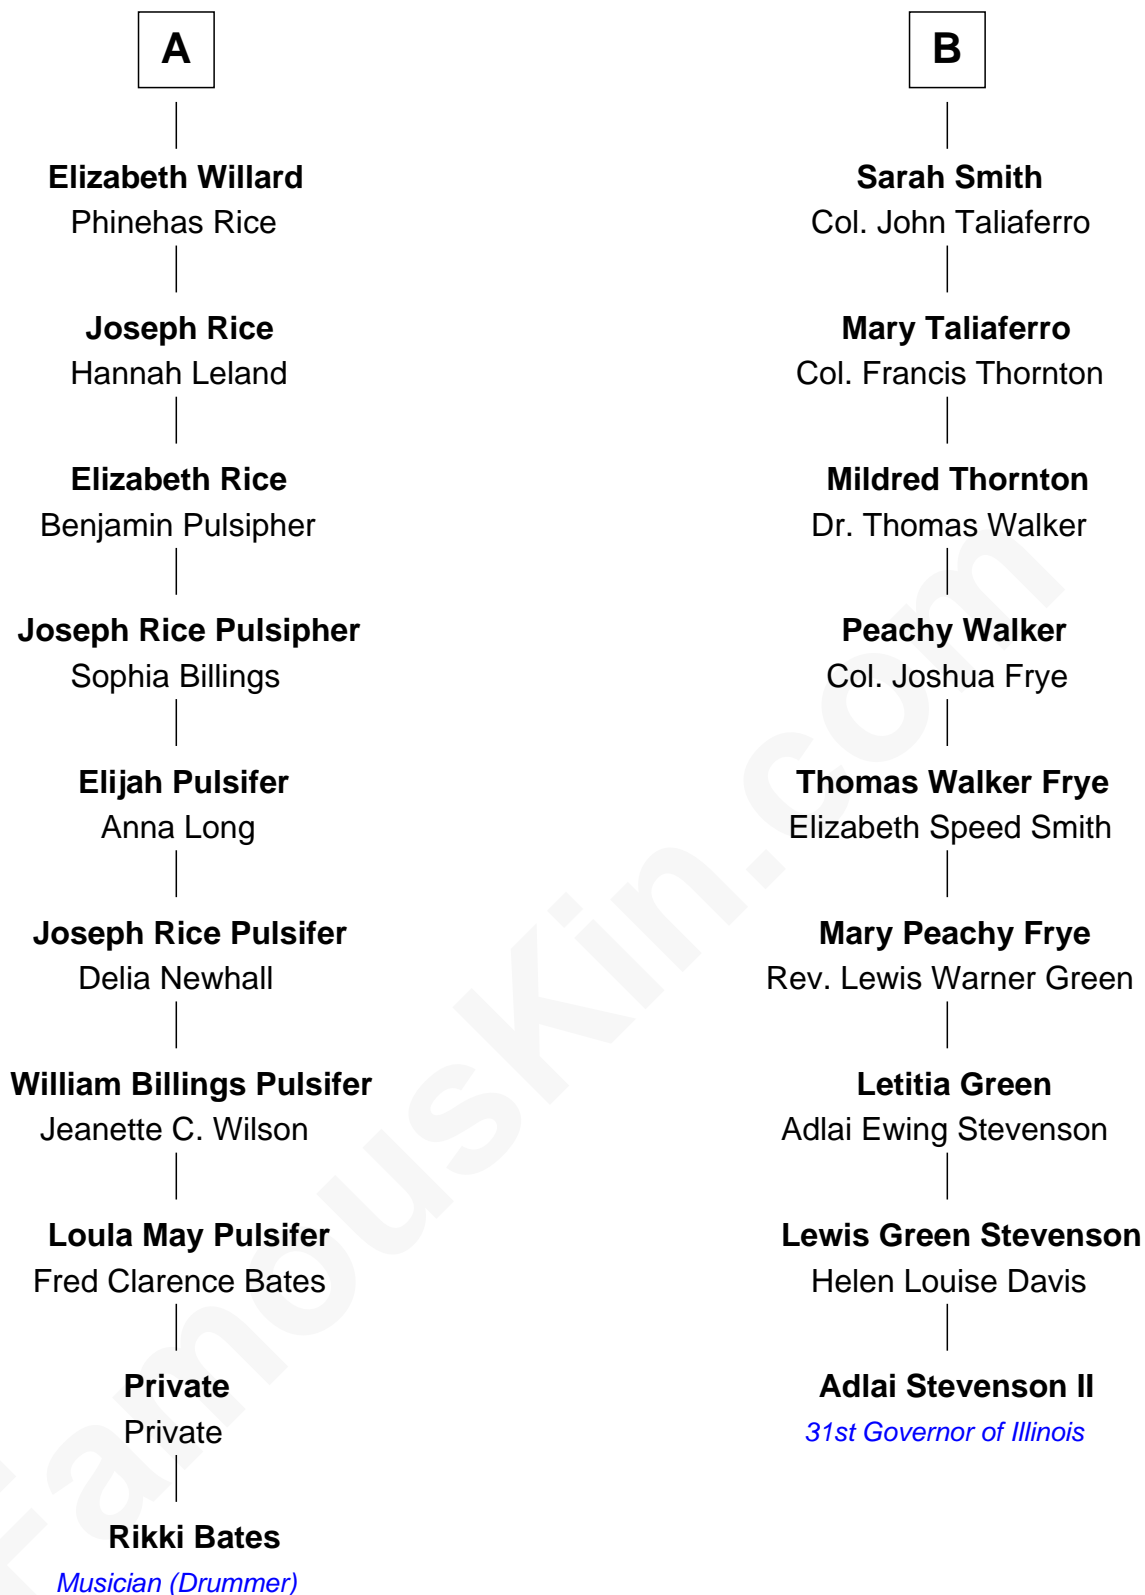 A
Elizabeth Willard
Phinehas Rice
Joseph Rice
Hannah Leland
Elizabeth Rice
Benjamin Pulsipher
Joseph Rice Pulsipher
Sophia Billings
Elijah Pulsifer
Anna Long
Joseph Rice Pulsifer
Delia Newhall
William Billings Pulsifer
Jeanette C. Wilson
Loula May Pulsifer
Fred Clarence Bates
Private
Private
Rikki Bates
Musician (Drummer)
B
Sarah Smith
Col. John Taliaferro
Mary Taliaferro
Col. Francis Thornton
Mildred Thornton
Dr. Thomas Walker
Peachy Walker
Col. Joshua Frye
Thomas Walker Frye
Elizabeth Speed Smith
Mary Peachy Frye
Rev. Lewis Warner Green
Letitia Green
Adlai Ewing Stevenson
Lewis Green Stevenson
Helen Louise Davis
Adlai Stevenson II
31st Governor of Illinois
FamousKin.com